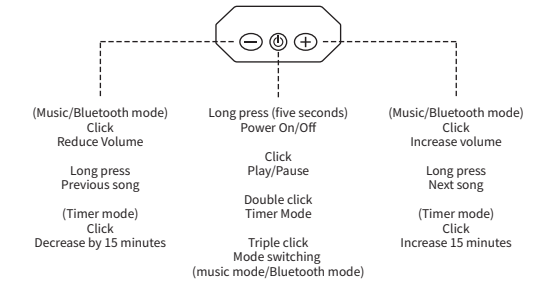 (Music/Bluetooth mode)
Click
Reduce Volume
Long press
Previous song
(Timer mode)
Click
Decrease by 15 minutes
Long press (five seconds)
Power On/Off
Click
Play/Pause
Double click
Timer Mode
Triple click
Mode switching
(music mode/Bluetooth mode)
(Music/Bluetooth mode)
Click
Increase volume
Long press
Next song
(Timer mode)
Click
Increase 15 minutes